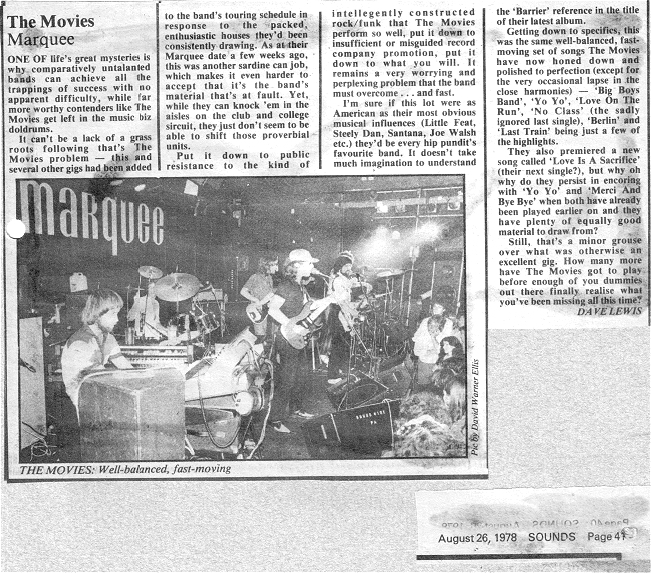 The Movies
Marquee
ONE OF life's great mysteries is
why comparatively untalanted
bands can achieve all the
trappings of success with no
apparent difficulty, while far
more worthy contenders like The
Movies get left in the music biz
doldrums.
It can't be a lack of a grass
roots following that's The
Movies problem — this and
several other gigs had been added
to the band's touring schedule in
response to the packed,
enthusiastic houses they'd been
consistently drawing. As at their
Marquee date a few weeks ago,
this was another sardine can job,
which makes it even harder to
accept that it's the band's
material that's at fault. Yet,
while they can knock 'em in the
aisles on the club and college
sircuit, they just don't seem to be
able to shift those proverbial
units.
Put it down to public
resistance to the kind of
intellegently constructed
rock/funk that The Movies
perform so well, put it down to
insufficient or misguided record
company promotion, put it
down to what you will. It
remains a very worrying and
perplexing problem that the band
must overcome . . and fast.
I'm sure if this lot were as
American as their most obvious
musical influences (Little Feat,
Steely Dan, Santana, Joe Walsh
etc.) they'd be every hip pundit's
favourite band. It doesn't take
much imagination to understand
the 'Barrier' reference in the title
of their latest album.
Getting down to specifics, this
was the same well-balanced, fast-
moving set of songs The Movies
have now honed down and
polished to perfection (except for
the very occasional lapse in the
close harmonies) — 'Big Boys
Band', 'Yo Yo', 'Love On The
Run', 'No Class' (the sadly
ignored last single), 'Berlin' and
'Last Train' being just a few of
the highlights.
They also premiered a new
song called 'Love Is A Sacrifice'
(their next single?), but why oh
why do they persist in encoring
with 'Yo Yo' and 'Merci And
Bye Bye' when both have already
been played earlier on and they
have plenty of equally good
material to draw from?
Still, that's a minor grouse
over what was otherwise an
excellent gig. How many more
have The Movies got to play
before enough of you dummies
out there finally realise what
you've been missing all this time?
DAVE LEWIS
marquee
PA
Pic by David Warner Ellis
THE MOVIES: Well-balanced, fast-moving
August 26, 1978 SOUNDS Page 41